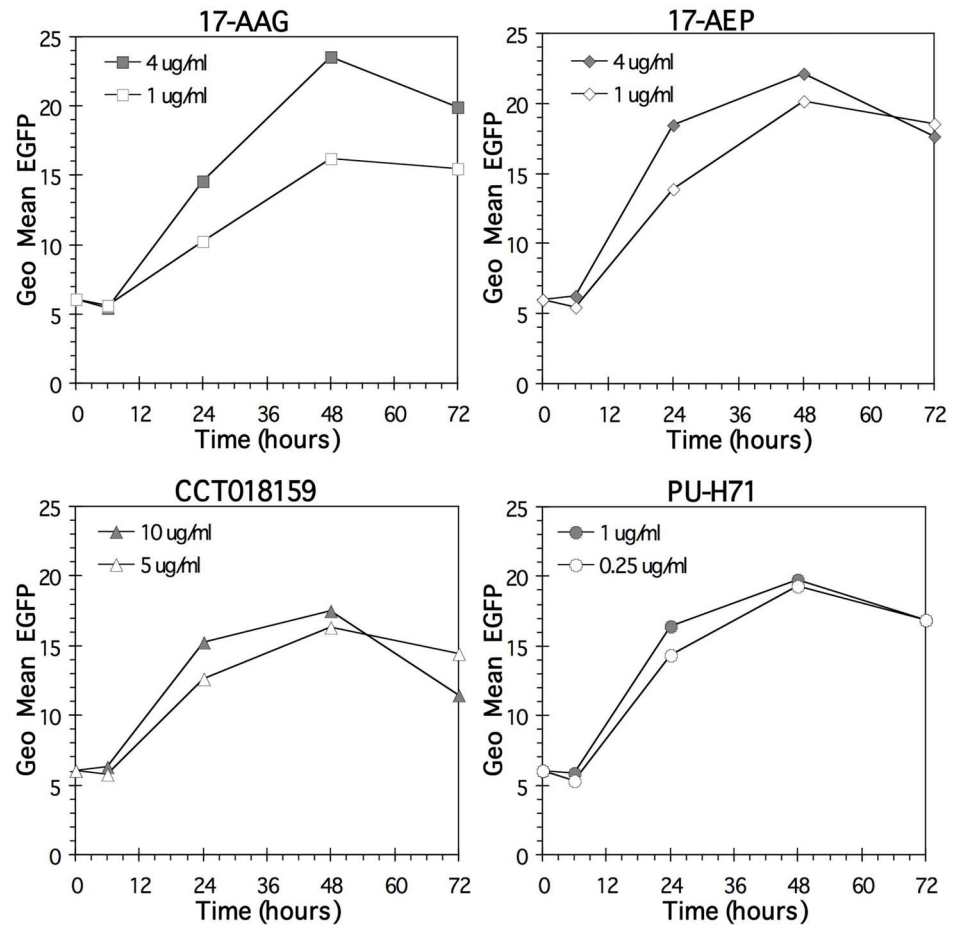 17-AAG
25
20
15
10
5
0
Geo Mean EGFP
4 ug/ml
1 ug/ml
0 12 24 36 48 60 72
Time (hours)
17-AEP
25
20
15
10
5
0
Geo Mean EGFP
4 ug/ml
1 ug/ml
0 12 24 36 48 60 72
Time (hours)
CCT018159
25
20
15
10
5
0
Geo Mean EGFP
10 ug/ml
5 ug/ml
0 12 24 36 48 60 72
Time (hours)
PU-H71
25
20
15
10
5
0
Geo Mean EGFP
1 ug/ml
0.25 ug/ml
0 12 24 36 48 60 72
Time (hours)